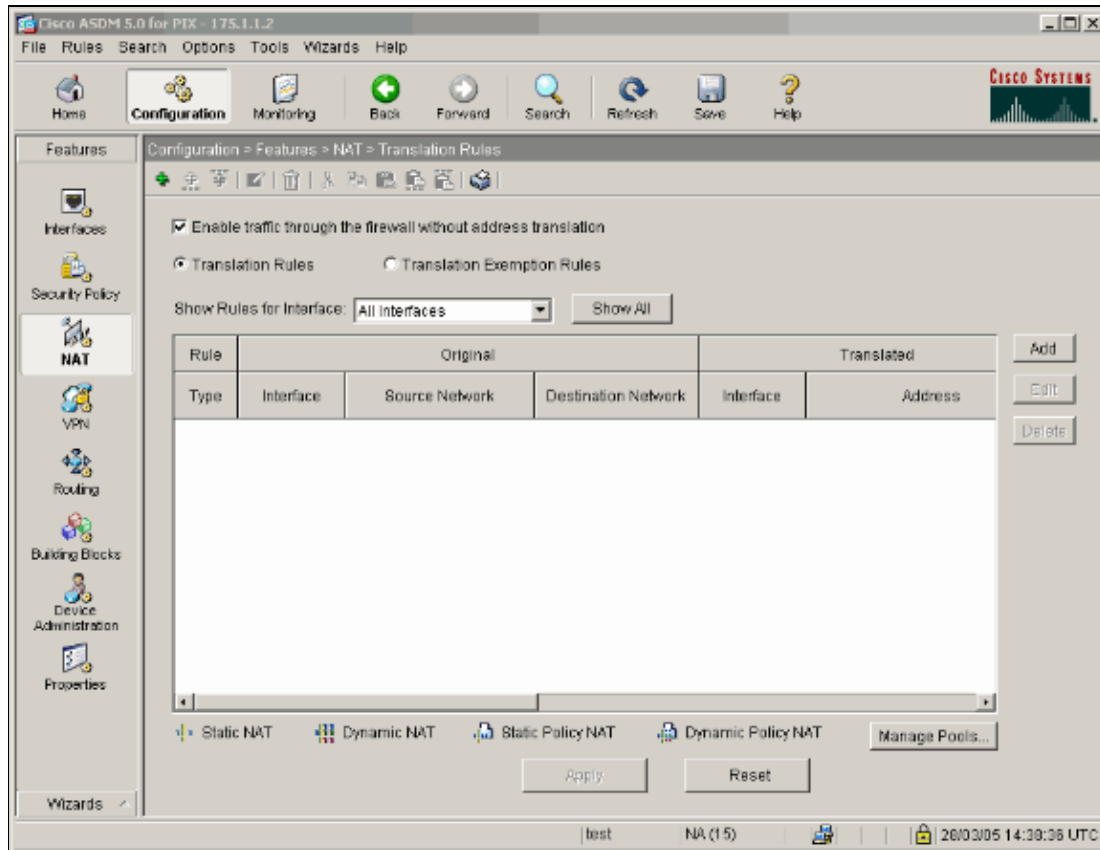 Cisco ASDM 5.0 for PIX - 175.1.1.2
File Rules Search Options Tools Wizards Help
Home Configuration Monitoring Back Forward Search Refresh Save Help
CISCO SYSTEMS
Features
Configuration > Features > NAT > Translation Rules
Interfaces
Security Policy
NAT
VPN
Routing
Building Blocks
Device
Administration
Properties
Wizards
Enable traffic through the firewall without address translation
Translation Rules Translation Exemption Rules
Show Rules for Interface: All Interfaces Show All
Rule Original Translated
Type Interface Source Network Destination Network Interface Address
Add
Edit
Delete
Static NAT Dynamic NAT Static Policy NAT Dynamic Policy NAT Manage Pools...
Apply Reset
test NA (15) 28/03/05 14:38:36 UTC